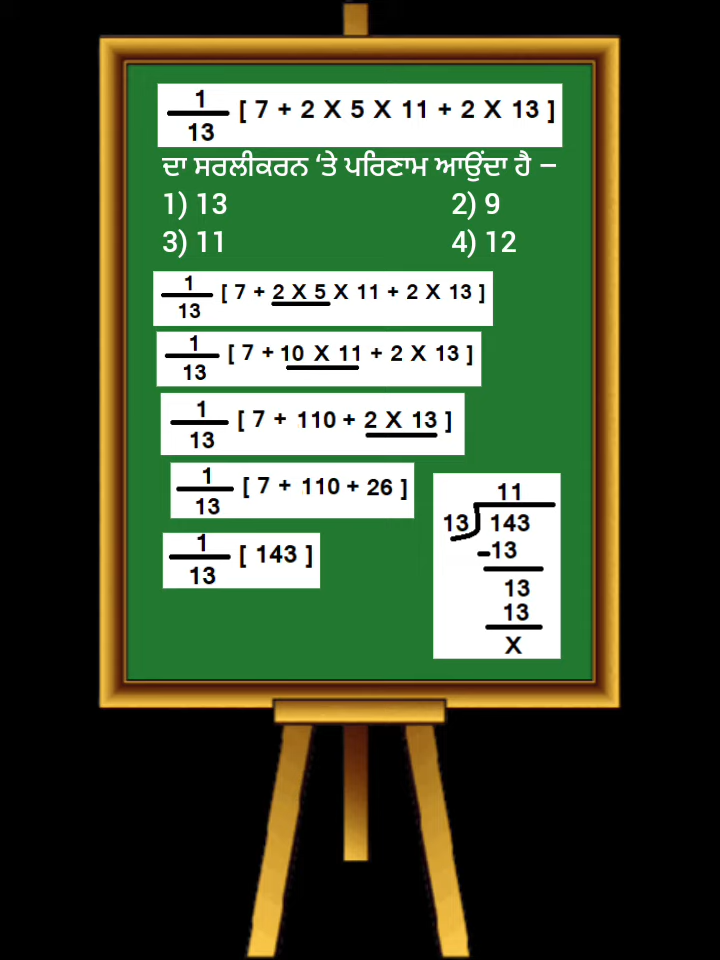 1/13 [ 7 + 2 X 5 X 11 + 2 X 13 ]
ਦਾ ਸਰਲੀਕਰਨ ‘ਤੇ ਪਰਿਣਾਮ ਆਉਂਦਾ ਹੈ –
1) 13 2) 9
3) 11 4) 12
1/13 [ 7 + 2 X 5 X 11 + 2 X 13 ]
1/13 [ 7 + 10 X 11 + 2 X 13 ]
1/13 [ 7 + 110 + 2 X 13 ]
1/13 [ 7 + 110 + 26 ]
1/13 [ 143 ]
11
13 143
-13
13
13
X